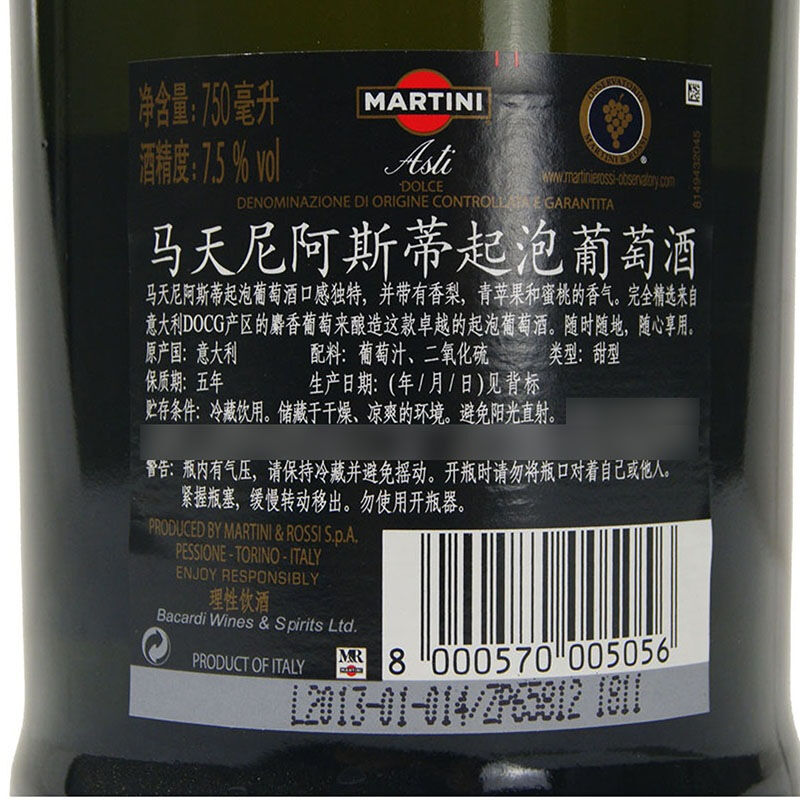 净含量: 750毫升
酒精度: 7.5 % vol
MARTINI
Asti
DOLCE
DENOMINAZIONE DI ORIGINE CONTROLLATA E GARANTITA
OSSERVATORIO
MARTINI & ROSSI
®
www.martinierossi-observatory.com
8149432045
马天尼阿斯蒂起泡葡萄酒
马天尼阿斯蒂起泡葡萄酒口感独特，并带有香梨，青苹果和蜜桃的香气。完全精选来自
意大利DOCG产区的麝香葡萄来酿造这款卓越的起泡葡萄酒。随时随地，随心享用。
原产国: 意大利 配料: 葡萄汁、二氧化硫 类型: 甜型
保质期: 五年 生产日期: (年/月/日)见背标
贮存条件: 冷藏饮用。储藏于干燥、凉爽的环境。避免阳光直射。
警告: 瓶内有气压，请保持冷藏并避免摇动。开瓶时请勿将瓶口对着自己或他人。
紧握瓶塞，缓慢转动移出。勿使用开瓶器。
PRODUCED BY MARTINI & ROSSI S.p.A.
PESSIONE - TORINO - ITALY
ENJOY RESPONSIBLY
理性饮酒
Bacardi Wines & Spirits Ltd.
PRODUCT OF ITALY
M&R
MARTINI
8 000570 005056
L2013-01-014/ZP65812 1811